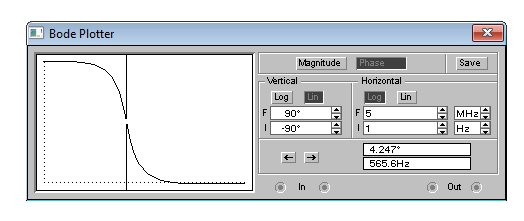 Bode Plotter
Magnitude Phase Save
Vertical Horizontal
Log Lin Log Lin
F 90° F 5 MHz
I -90° I 1 Hz
← → 4.247°
565.6Hz
In Out